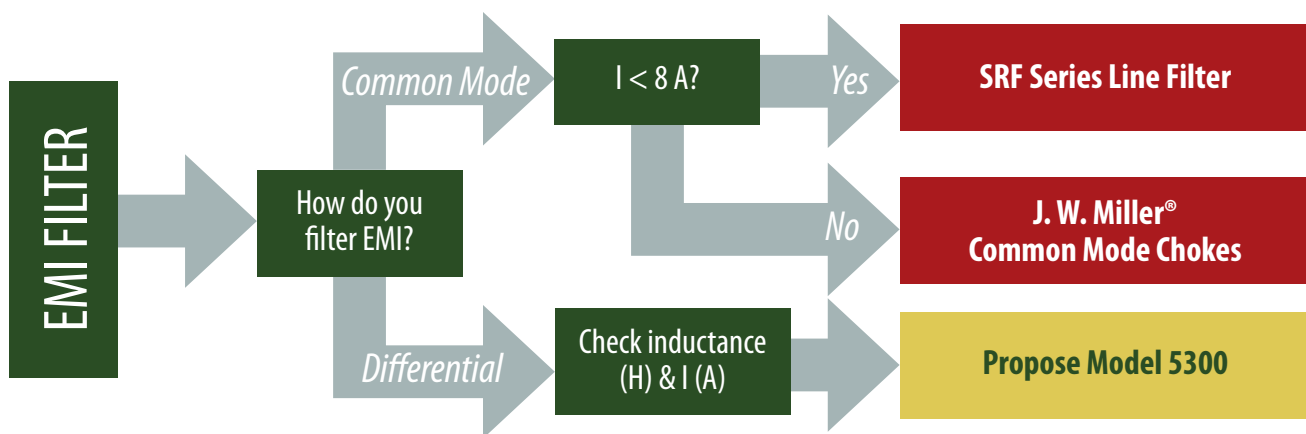 EMI FILTER
How do you
filter EMI?
Common Mode
I < 8 A?
Yes
SRF Series Line Filter
No
J. W. Miller®
Common Mode Chokes
Differential
Check inductance
(H) & I (A)
Propose Model 5300